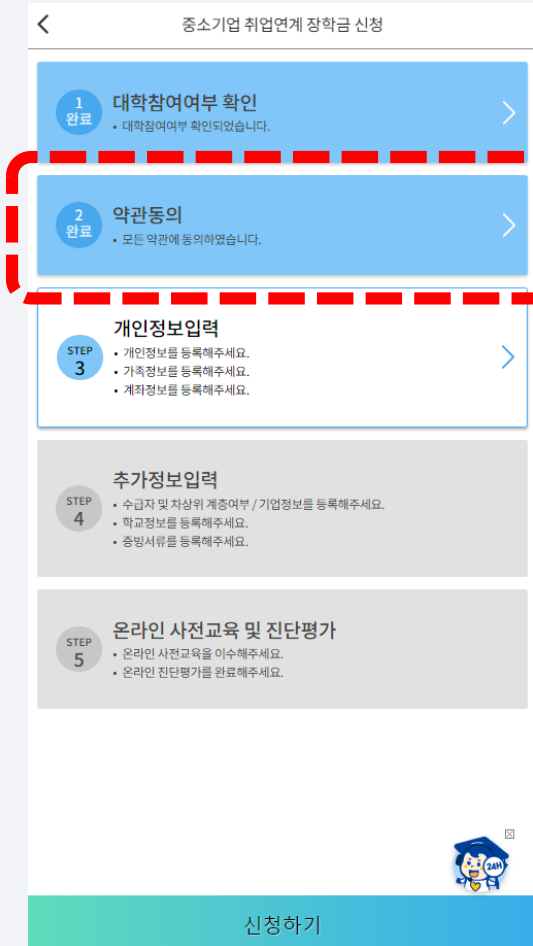 중소기업 취업연계 장학금 신청
1
완료
대학참여여부 확인
• 대학참여여부 확인되었습니다.
2
완료
약관동의
• 모든 약관에 동의하였습니다.
STEP
3
개인정보입력
• 개인정보를 등록해주세요.
• 가족정보를 등록해주세요.
• 계좌정보를 등록해주세요.
STEP
4
추가정보입력
• 수급자 및 차상위 계층여부 / 기업정보를 등록해주세요.
• 학교정보를 등록해주세요.
• 증빙서류를 등록해주세요.
STEP
5
온라인 사전교육 및 진단평가
• 온라인 사전교육을 이수해주세요.
• 온라인 진단평가를 완료해주세요.
24H
신청하기